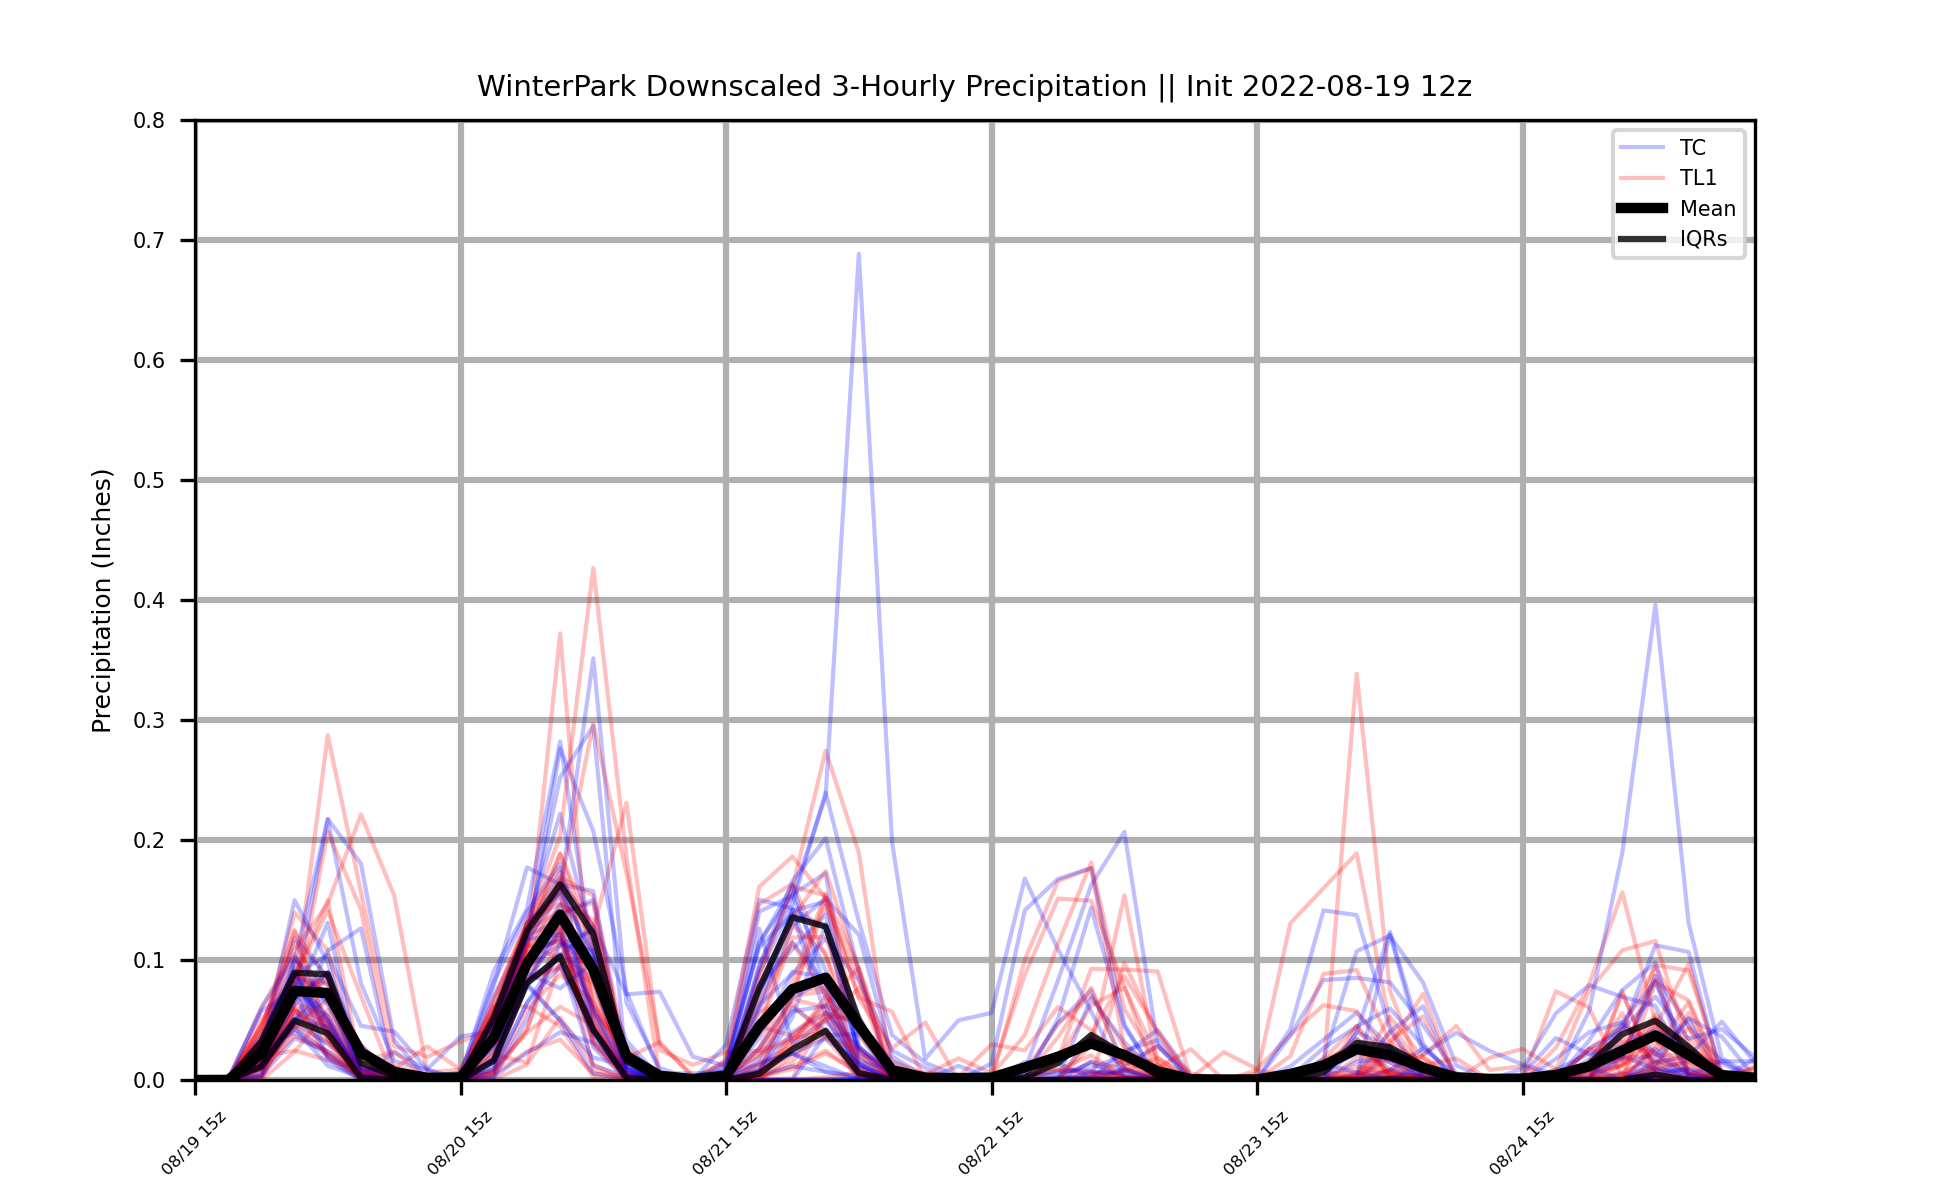 WinterPark Downscaled 3-Hourly Precipitation || Init 2022-08-19 12z
Precipitation (Inches)
0.8
0.7
0.6
0.5
0.4
0.3
0.2
0.1
0.0
TC
TL1
Mean
IQRs
08/19 15z
08/20 15z
08/21 15z
08/22 15z
08/23 15z
08/24 15z